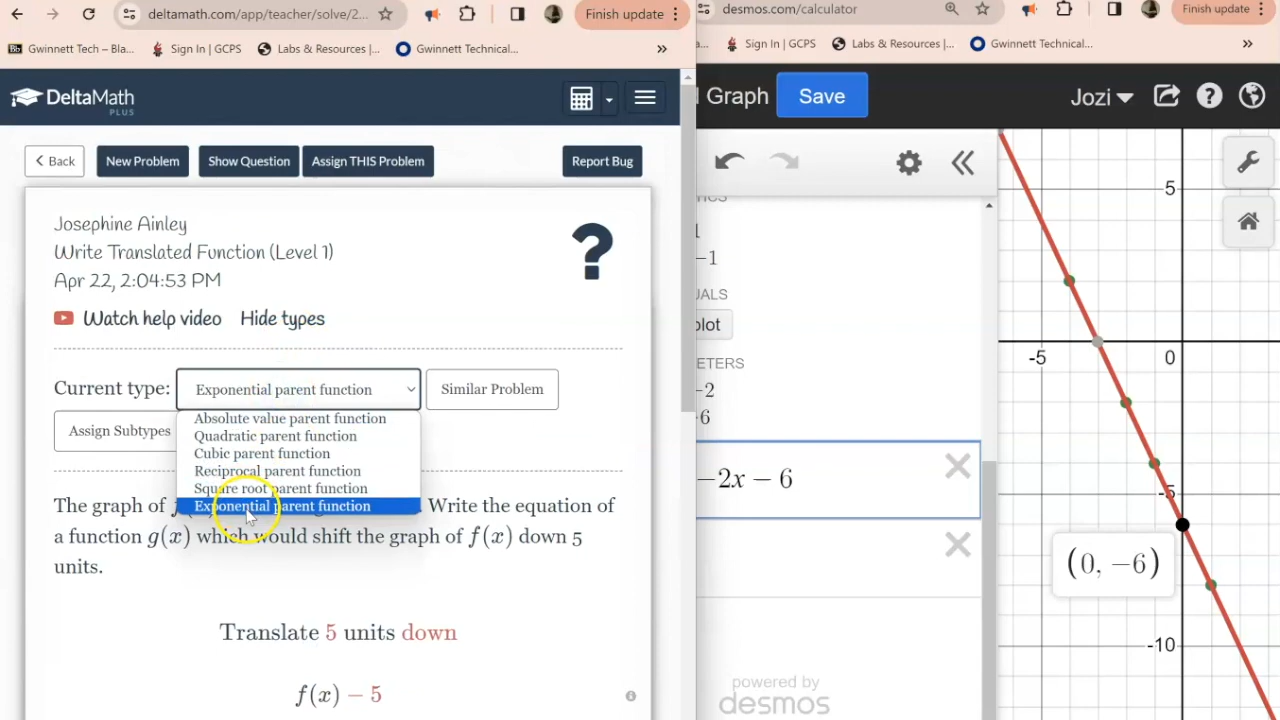 deltamath.com/app/teacher/solve/2...
Finish update
desmos.com/calculator
Finish update
Bb
Gwinnett Tech – Bla...
Sign In | GCPS
Labs & Resources |...
Gwinnett Technical...
»
a...
Sign In | GCPS
Labs & Resources |...
Gwinnett Technical...
»
DeltaMath
PLUS
Graph
Save
Jozi
Back
New Problem
Show Question
Assign THIS Problem
Report Bug
Josephine Ainley
Write Translated Function (Level 1)
Apr 22, 2:04:53 PM
?
Watch help video
Hide types
Current type:
Exponential parent function
Similar Problem
Assign Subtypes
Absolute value parent function
Quadratic parent function
Cubic parent function
Reciprocal parent function
Square root parent function
Exponential parent function
The graph of
Write the equation of
a function g(x) which would shift the graph of f(x) down 5
units.
Translate 5 units down
f(x) − 5
1
−1
plot
−2
6
−2x − 6
powered by
desmos
5
-5
0
-5
(0, −6)
-10